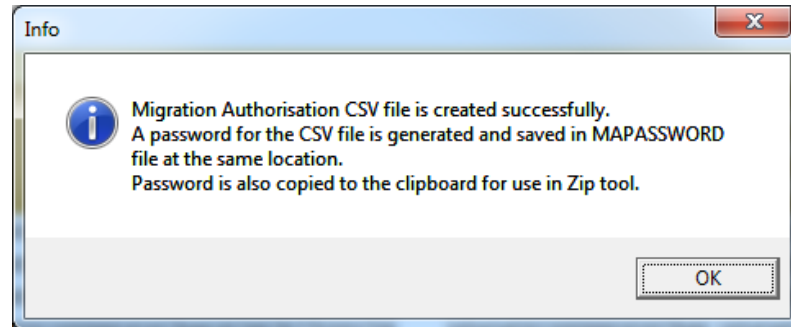 Info
Migration Authorisation CSV file is created successfully.
A password for the CSV file is generated and saved in MAPASSWORD
file at the same location.
Password is also copied to the clipboard for use in Zip tool.
OK